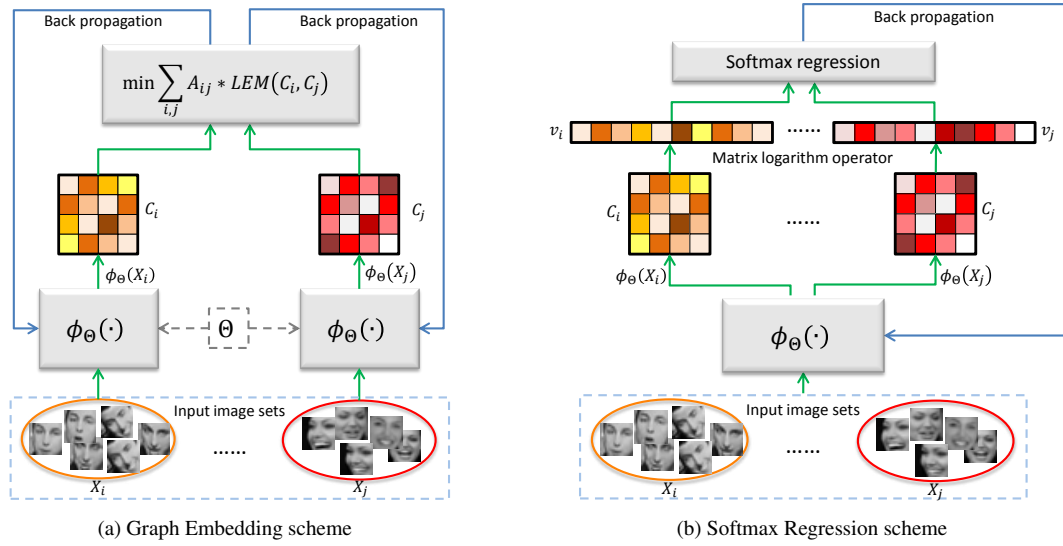 Back propagation
Back propagation
min ∑ A_{ij} * LEM(C_i, C_j)
i,j
C_i
C_j
ϕ_Θ(X_i)
ϕ_Θ(X_j)
ϕ_Θ(·)
Θ
ϕ_Θ(·)
Input image sets
......
X_i
X_j
(a) Graph Embedding scheme
Back propagation
Softmax regression
v_i
......
v_j
Matrix logarithm operator
C_i
......
C_j
ϕ_Θ(X_i)
ϕ_Θ(X_j)
ϕ_Θ(·)
Input image sets
......
X_i
X_j
(b) Softmax Regression scheme